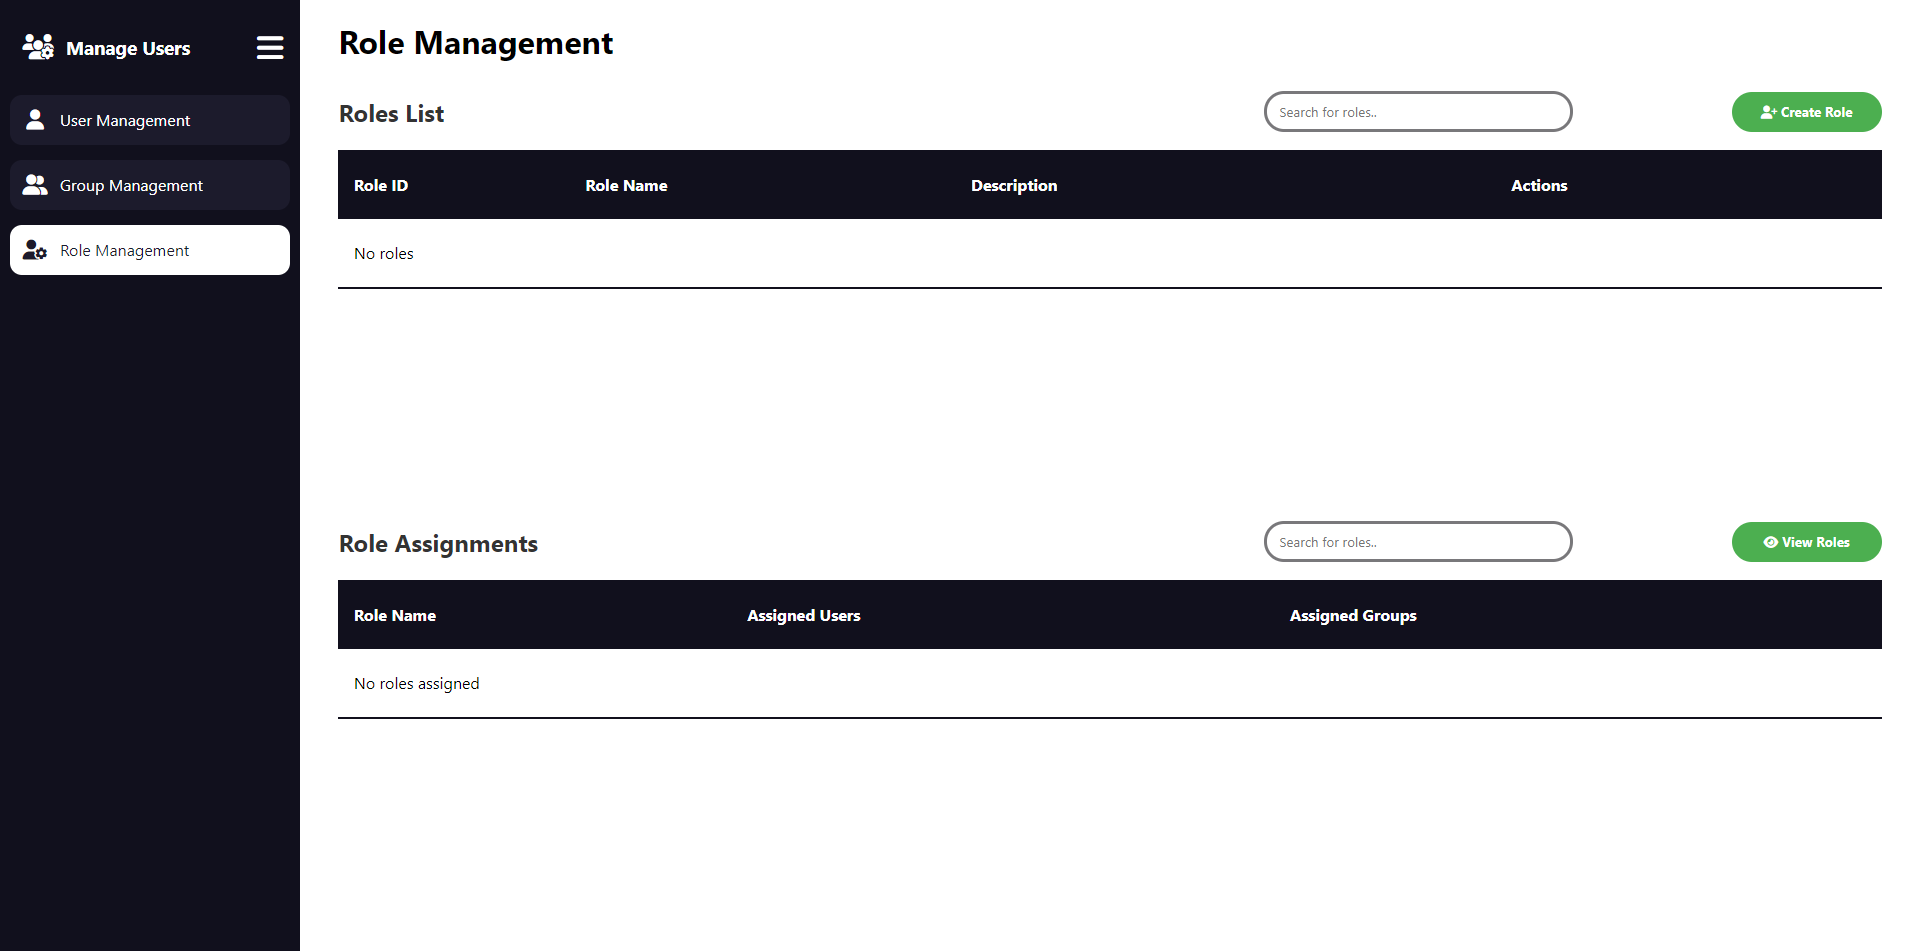 Manage Users
User Management
Group Management
Role Management
Role Management
Roles List
Search for roles..
Create Role
Role ID Role Name Description Actions
No roles
Role Assignments
Search for roles..
View Roles
Role Name Assigned Users Assigned Groups
No roles assigned